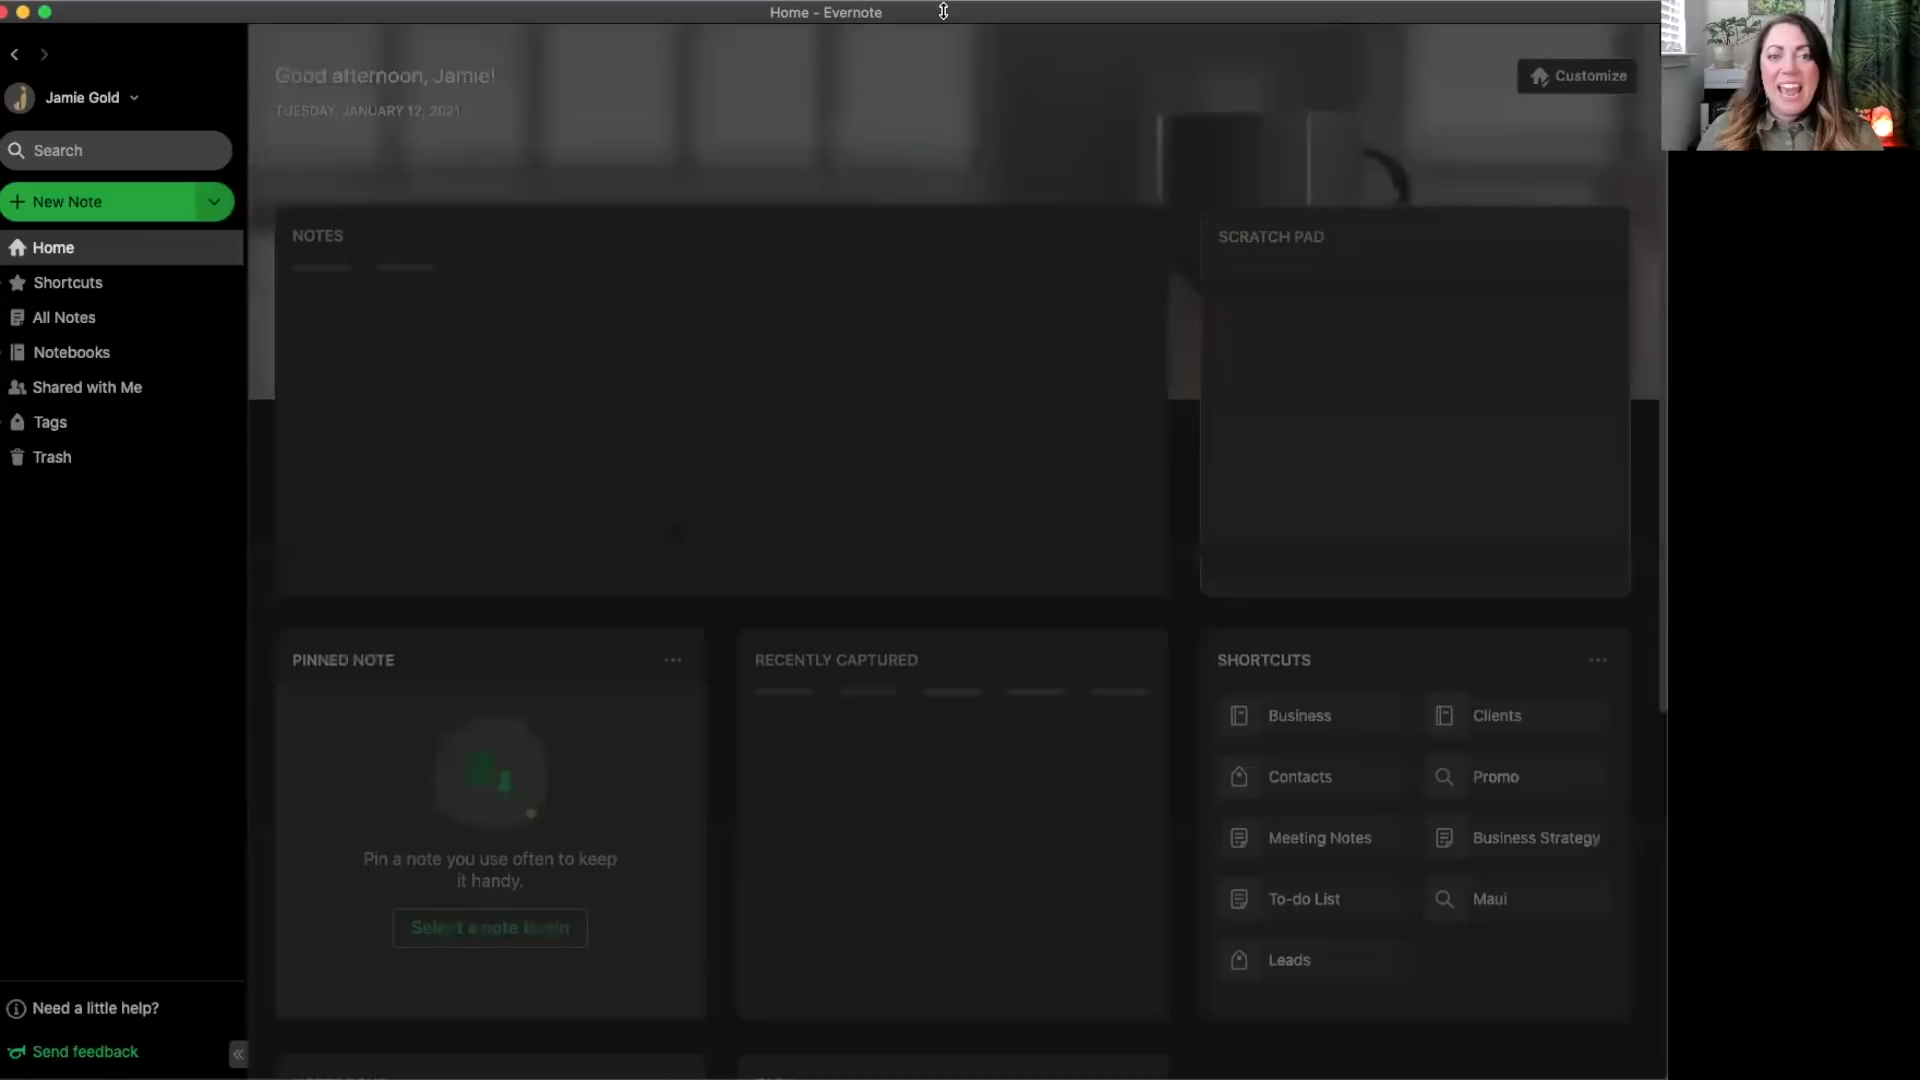 Home - Evernote
Jamie Gold
Search
New Note
Home
Shortcuts
All Notes
Notebooks
Shared with Me
Tags
Trash
Need a little help?
Send feedback
Good afternoon, Jamie!
TUESDAY, JANUARY 12, 2021
Customize
NOTES
SCRATCH PAD
PINNED NOTE
Pin a note you use often to keep
it handy.
Select a note
RECENTLY CAPTURED
SHORTCUTS
Business
Clients
Contacts
Promo
Meeting Notes
Business Strategy
To-do List
Maui
Leads